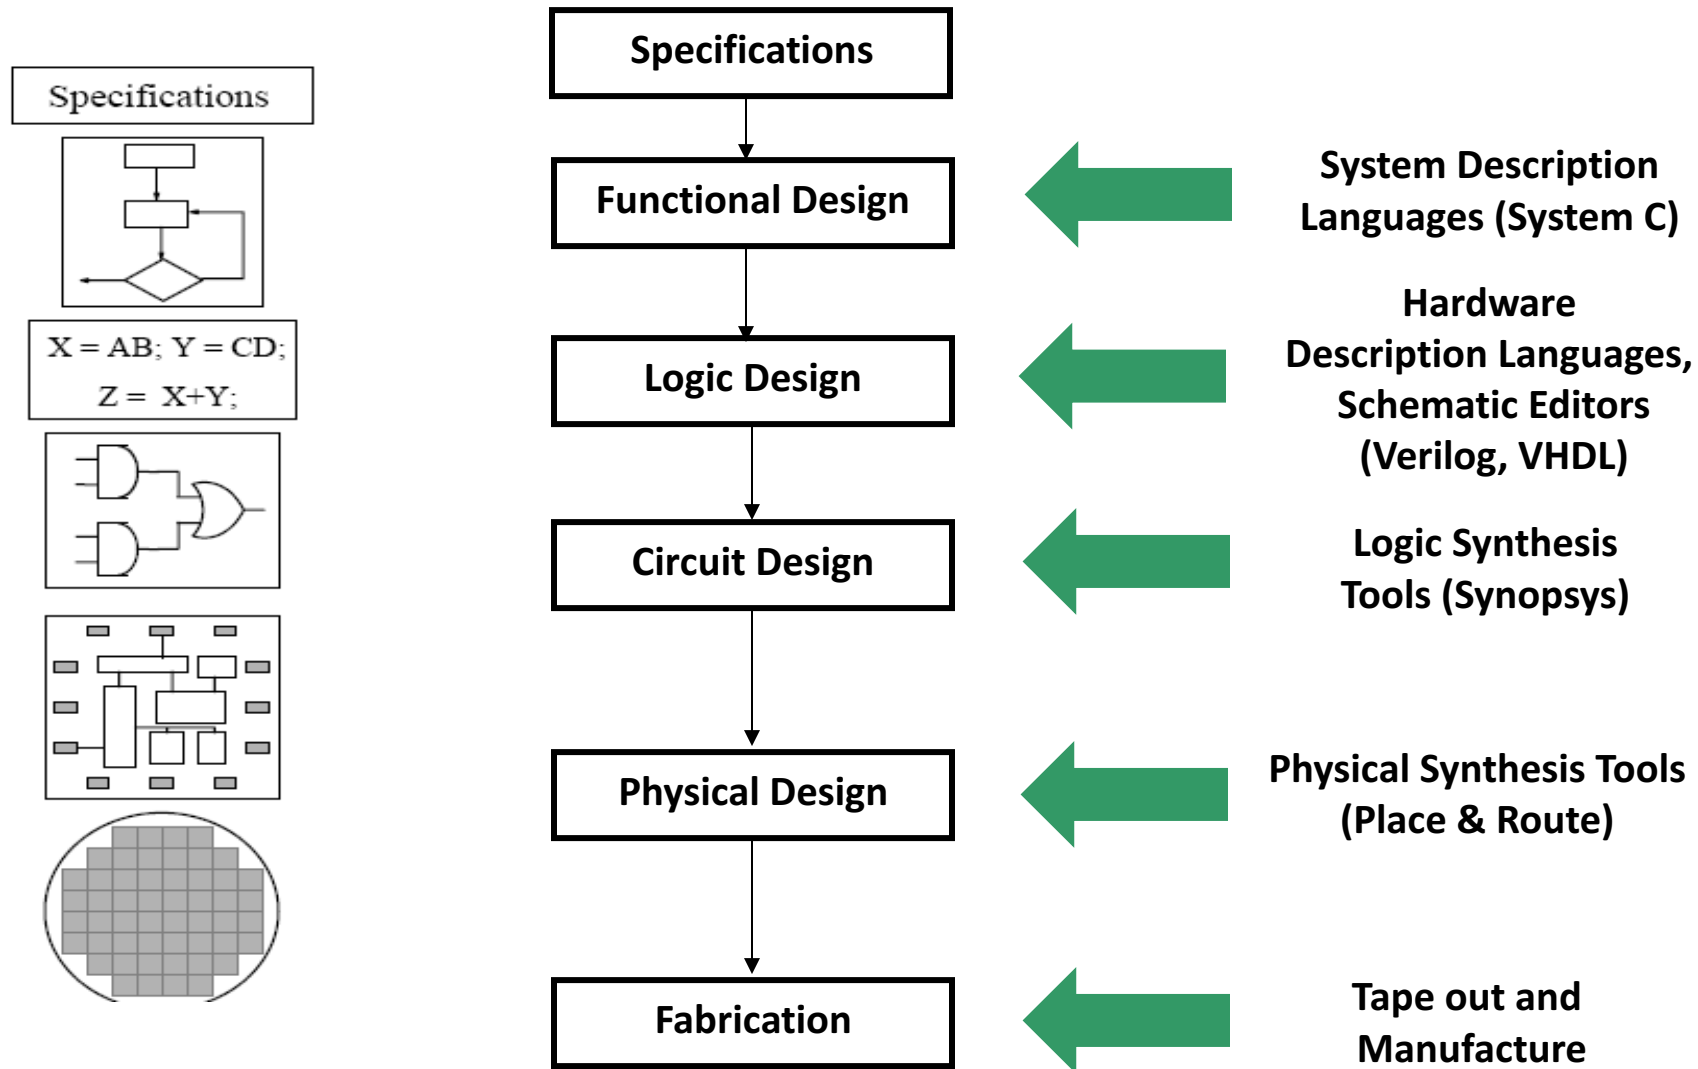 Specifications
X = AB; Y = CD;
Z = X+Y;
Specifications
Functional Design
Logic Design
Circuit Design
Physical Design
Fabrication
System Description
Languages (System C)
Hardware
Description Languages,
Schematic Editors
(Verilog, VHDL)
Logic Synthesis
Tools (Synopsys)
Physical Synthesis Tools
(Place & Route)
Tape out and
Manufacture